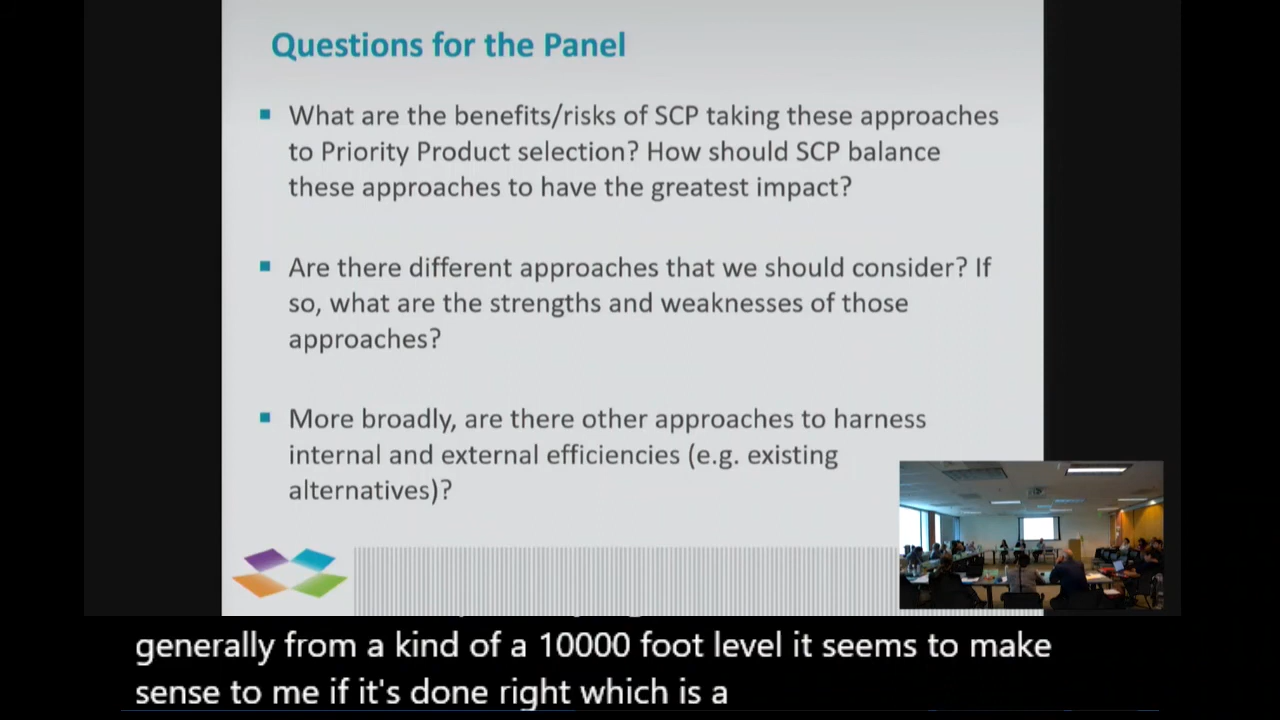 Questions for the Panel
What are the benefits/risks of SCP taking these approaches
to Priority Product selection? How should SCP balance
these approaches to have the greatest impact?
Are there different approaches that we should consider? If
so, what are the strengths and weaknesses of those
approaches?
More broadly, are there other approaches to harness
internal and external efficiencies (e.g. existing
alternatives)?
generally from a kind of a 10000 foot level it seems to make
sense to me if it's done right which is a